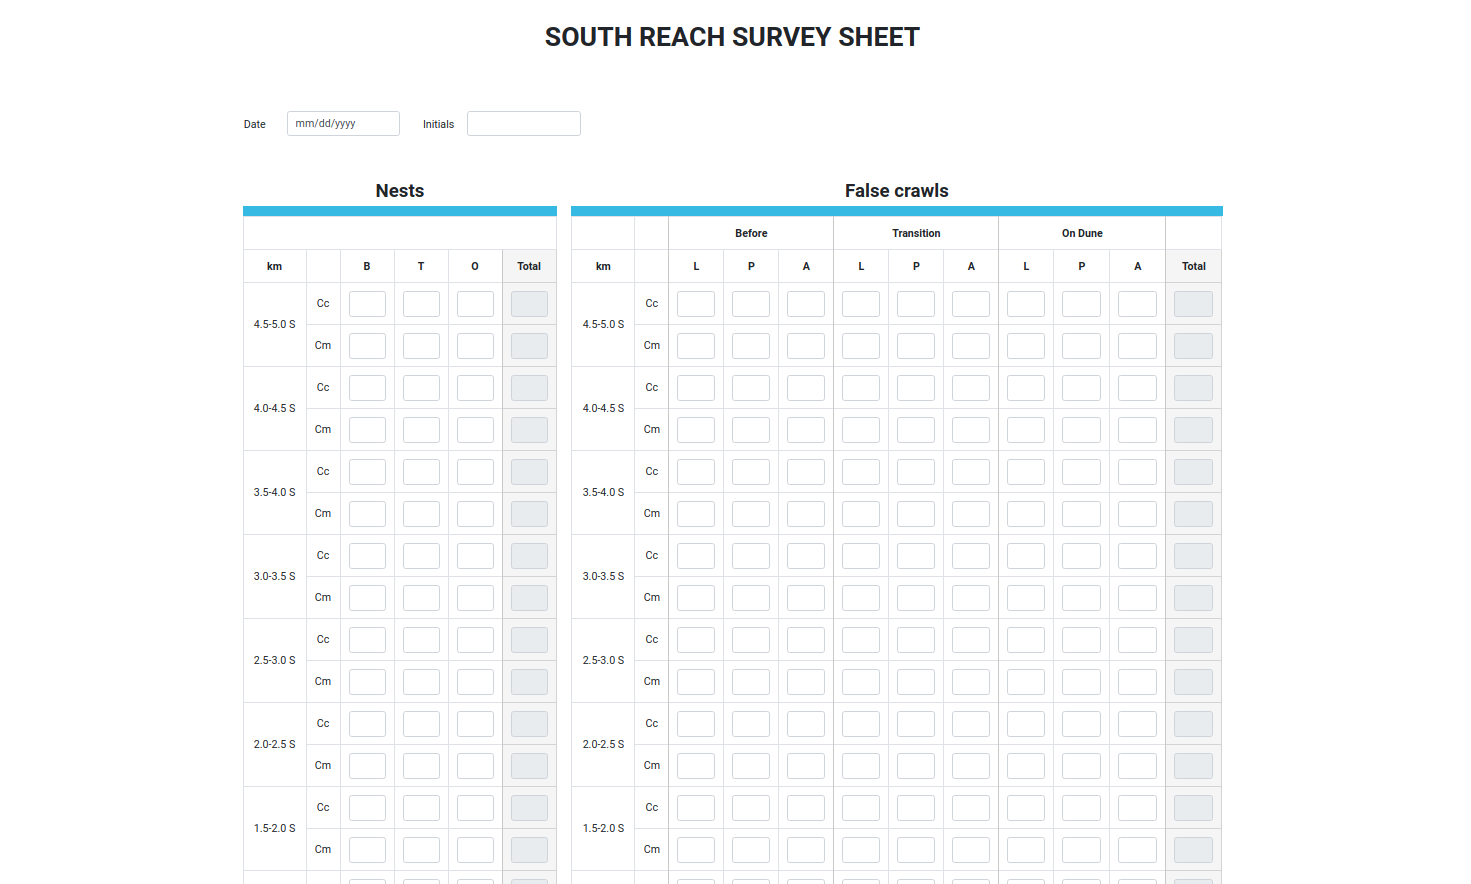 SOUTH REACH SURVEY SHEET
Date mm/dd/yyyy Initials
Nests False crawls
Before Transition On Dune
km B T O Total km L P A L P A L P A Total
4.5-5.0 S Cc 4.5-5.0 S Cc
Cm Cm
4.0-4.5 S Cc 4.0-4.5 S Cc
Cm Cm
3.5-4.0 S Cc 3.5-4.0 S Cc
Cm Cm
3.0-3.5 S Cc 3.0-3.5 S Cc
Cm Cm
2.5-3.0 S Cc 2.5-3.0 S Cc
Cm Cm
2.0-2.5 S Cc 2.0-2.5 S Cc
Cm Cm
1.5-2.0 S Cc 1.5-2.0 S Cc
Cm Cm